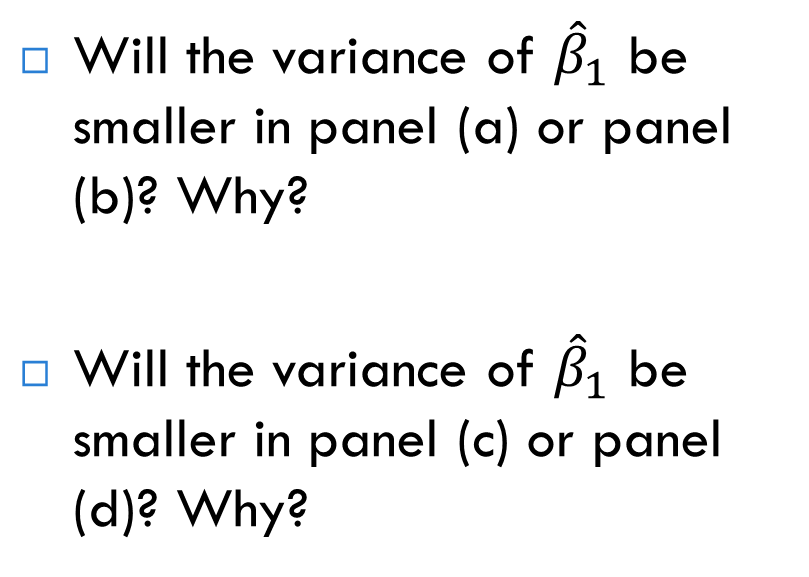 □ Will the variance of β̂₁ be
smaller in panel (a) or panel
(b)? Why?
□ Will the variance of β̂₁ be
smaller in panel (c) or panel
(d)? Why?